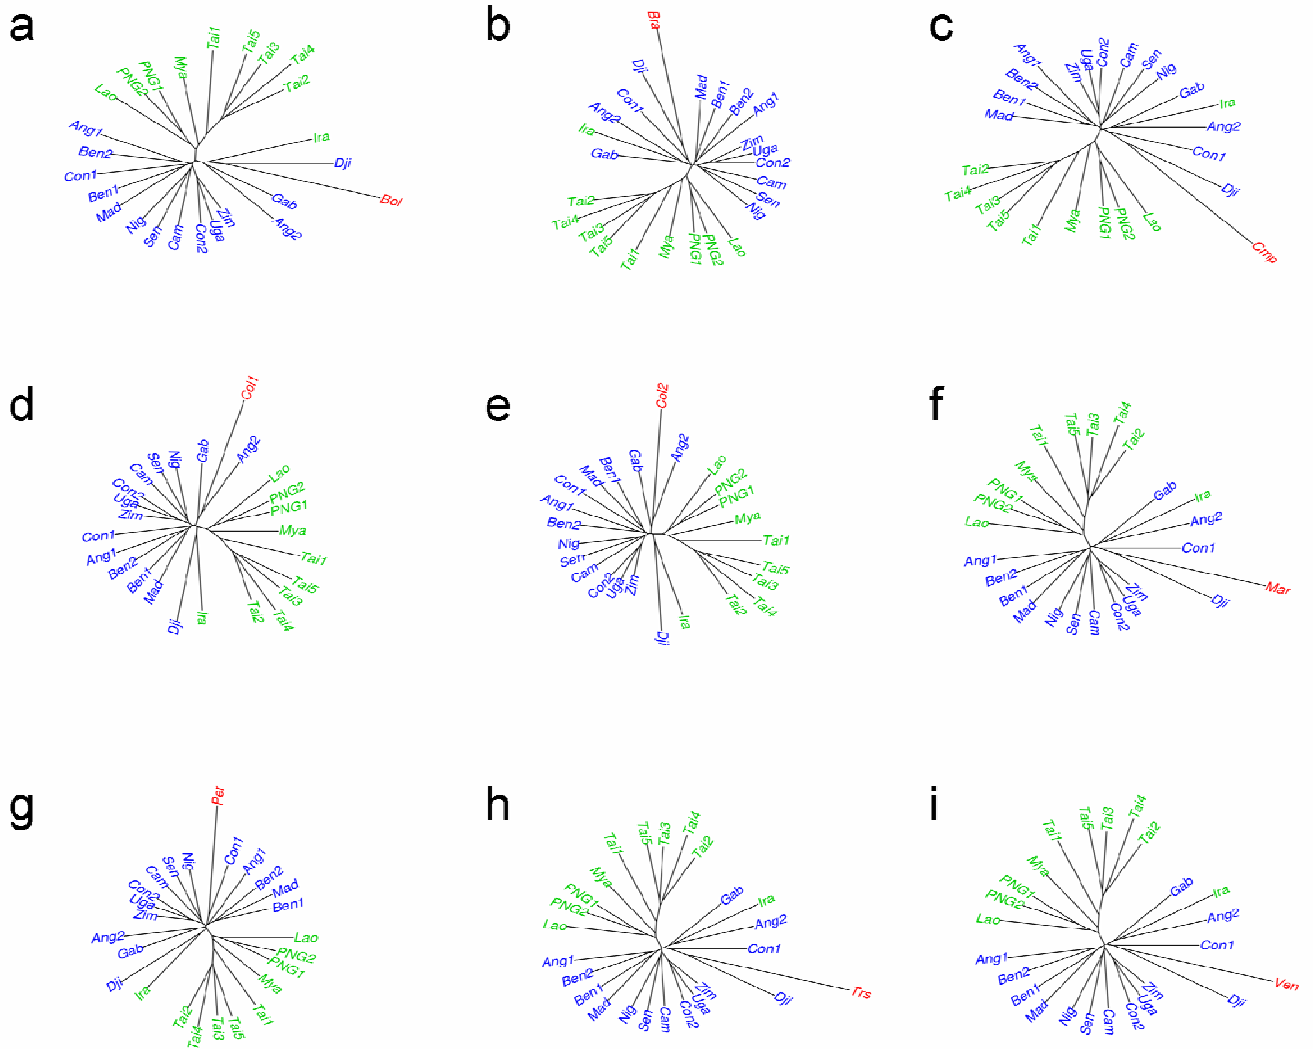 a
Tai1
Tai5
Tai3
Tai4
Tai2
Mya
PNG1
PNG2
Lao
Ang1
Ben2
Con1
Ben1
Mad
Nig
Sen
Cam
Con2
Uga
Zim
Ang2
Gab
Bol
Dji
Ira
b
Bra
Dji
Con1
Ang2
Ira
Gab
Tai2
Tai4
Tai3
Tai5
Tai1
Mya
PNG1
PNG2
Lao
Nig
Sen
Cam
Con2
Uga
Zim
Ang1
Ben2
Ben1
Mad
c
Ang1
Ben2
Ben1
Mad
Zim
Uga
Con2
Cam
Sen
Nig
Gab
Ira
Ang2
Con1
Dji
Cmp
Lao
PNG2
PNG1
Mya
Tai1
Tai5
Tai3
Tai4
Tai2
d
Col1
Gab
Ang2
Nig
Sen
Cam
Con2
Uga
Zim
Con1
Ang1
Ben2
Ben1
Mad
Dji
Ira
Tai2
Tai4
Tai3
Tai5
Tai1
Mya
PNG1
PNG2
Lao
e
Col2
Ang2
Gab
Ben1
Mad
Con1
Ang1
Ben2
Nig
Sen
Cam
Con2
Uga
Zim
Dji
Ira
Tai2
Tai4
Tai3
Tai5
Tai1
Mya
PNG1
PNG2
Lao
f
Tai1
Tai5
Tai3
Tai4
Tai2
Mya
PNG1
PNG2
Lao
Ang1
Ben2
Ben1
Mad
Nig
Sen
Cam
Con2
Uga
Zim
Dji
Mar
Con1
Ang2
Ira
Gab
g
Per
Nig
Sen
Cam
Con2
Uga
Zim
Ang2
Gab
Dji
Ira
Tai2
Tai4
Tai3
Tai5
Tai1
Mya
PNG1
PNG2
Lao
Ben1
Mad
Ben2
Ang1
Con1
h
Tai1
Tai5
Tai3
Tai4
Tai2
Mya
PNG1
PNG2
Lao
Ang1
Ben2
Ben1
Mad
Nig
Sen
Cam
Con2
Uga
Zim
Dji
Frs
Con1
Ang2
Ira
Gab
i
Tai1
Tai5
Tai3
Tai4
Tai2
Mya
PNG1
PNG2
Lao
Ang1
Ben2
Ben1
Mad
Nig
Sen
Cam
Con2
Uga
Zim
Dji
Ven
Con1
Ang2
Ira
Gab